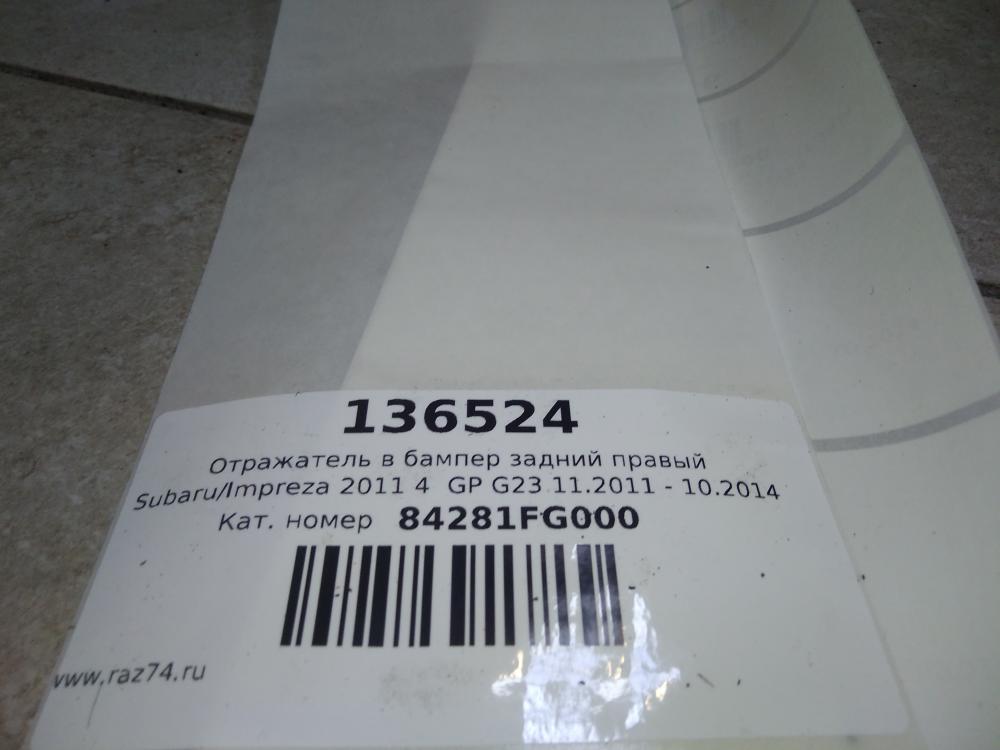 136524
Отражатель в бампер задний правый
Subaru/Impreza 2011 4 GP G23 11.2011 - 10.2014
Кат. номер 84281FG000
www.raz74.ru